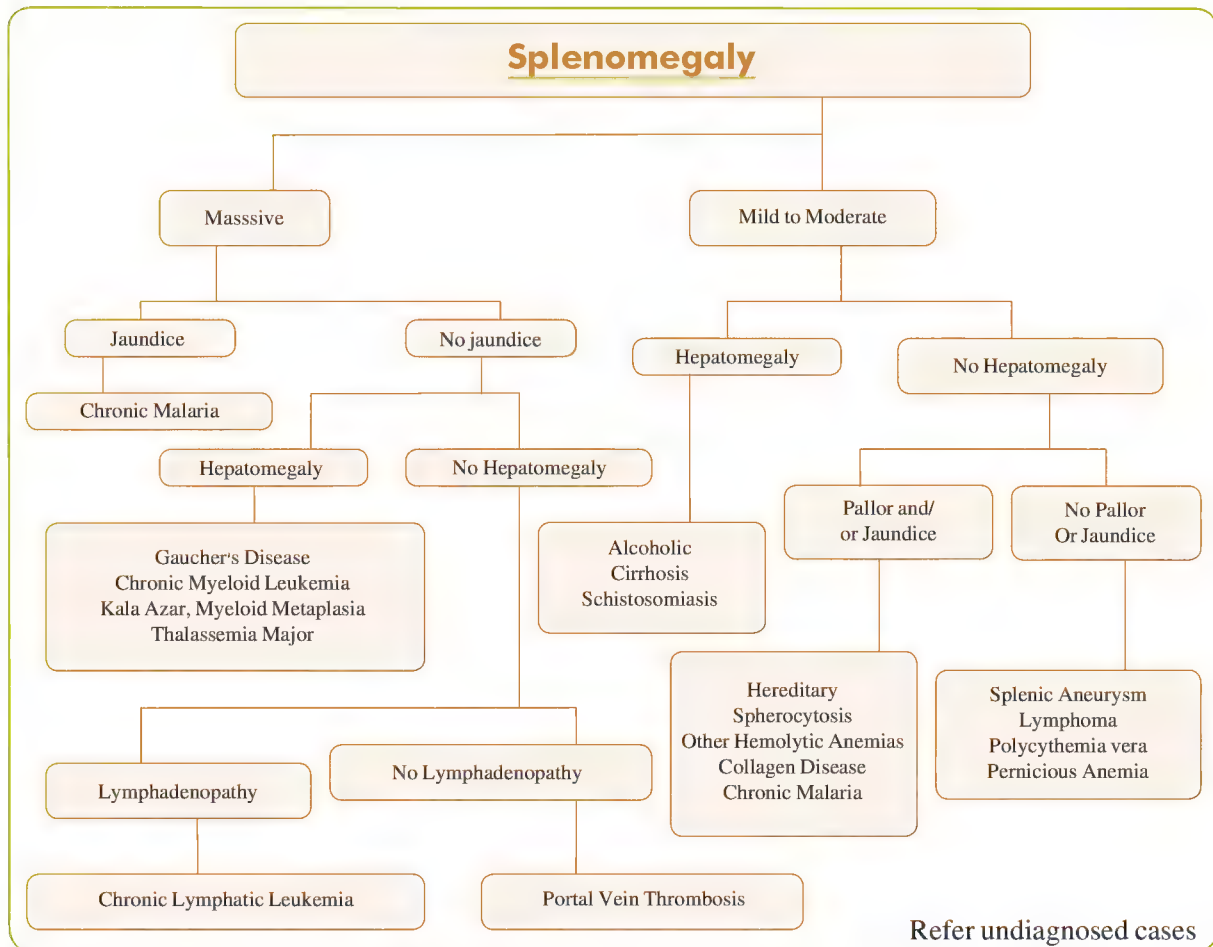 Splenomegaly
Masssive
Mild to Moderate
Jaundice
No jaundice
Hepatomegaly
No Hepatomegaly
Chronic Malaria
Hepatomegaly
No Hepatomegaly
Pallor and/
or Jaundice
No Pallor
Or Jaundice
Gaucher's Disease
Chronic Myeloid Leukemia
Kala Azar, Myeloid Metaplasia
Thalassemia Major
Alcoholic
Cirrhosis
Schistosomiasis
Hereditary
Spherocytosis
Other Hemolytic Anemias
Collagen Disease
Chronic Malaria
Splenic Aneurysm
Lymphoma
Polycythemia vera
Pernicious Anemia
Lymphadenopathy
No Lymphadenopathy
Chronic Lymphatic Leukemia
Portal Vein Thrombosis
Refer undiagnosed cases